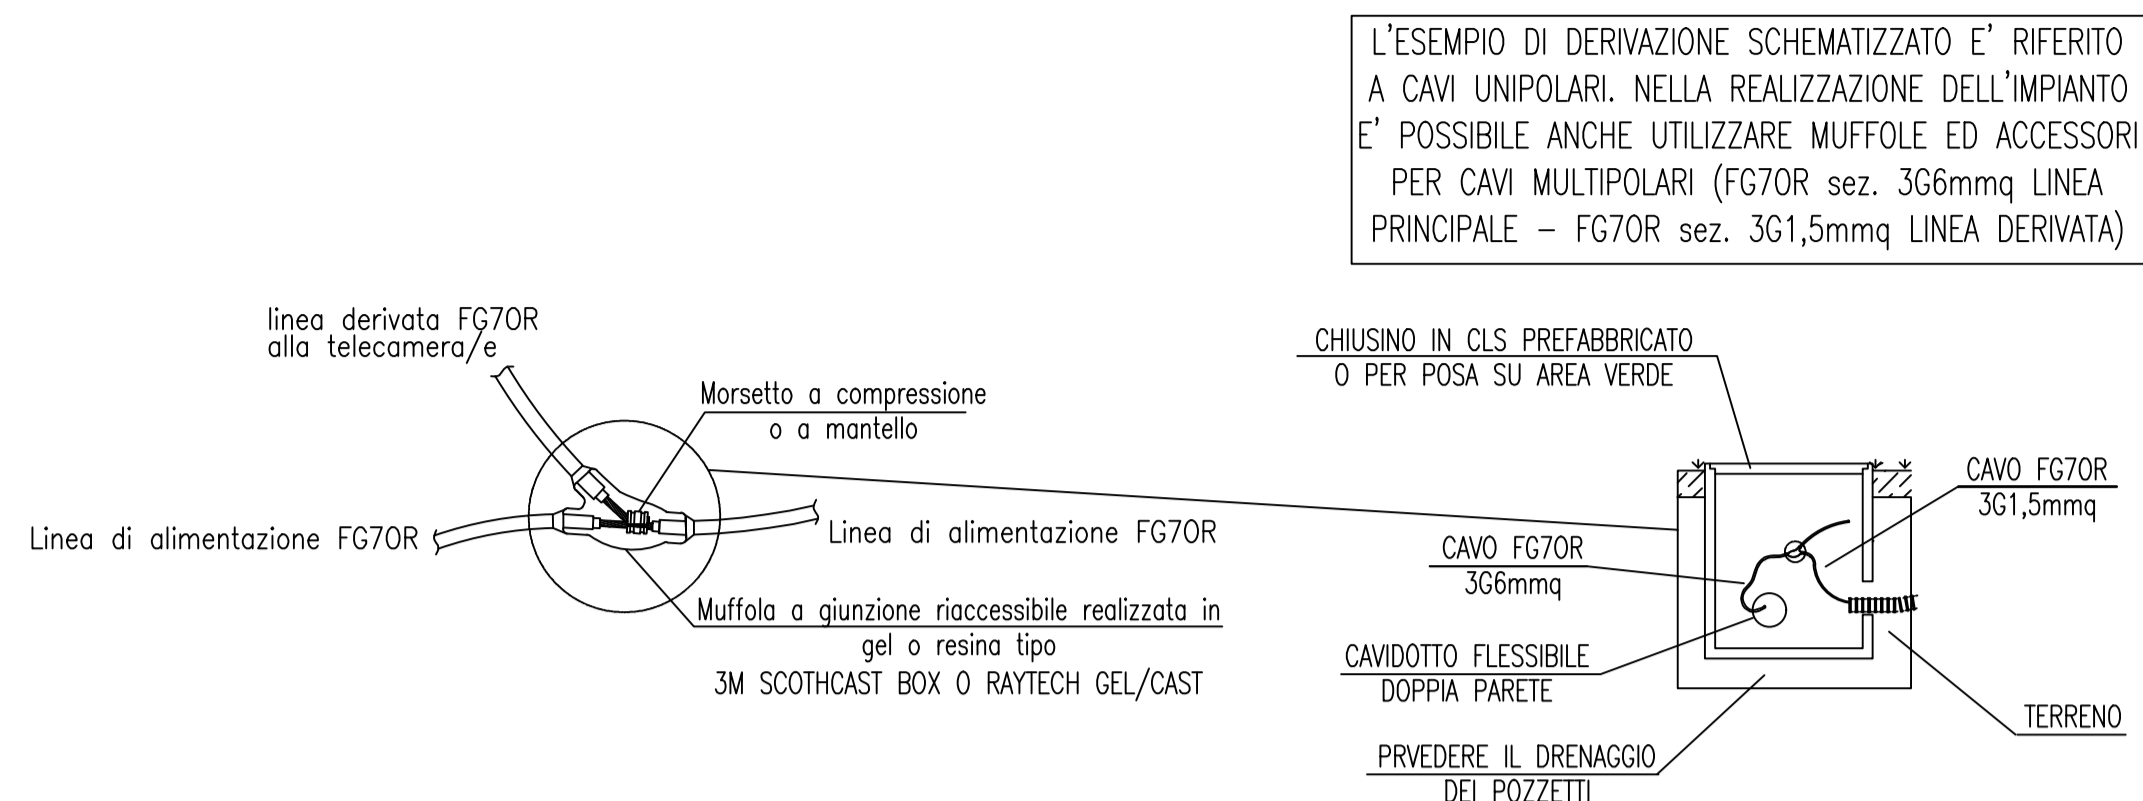 L'ESEMPIO DI DERIVAZIONE SCHEMATIZZATO E' RIFERITO
A CAVI UNIPOLARI. NELLA REALIZZAZIONE DELL'IMPIANTO
E' POSSIBILE ANCHE UTILIZZARE MUFFOLE ED ACCESSORI
PER CAVI MULTIPOLARI (FG7OR sez. 3G6mmq LINEA
PRINCIPALE - FG7OR sez. 3G1,5mmq LINEA DERIVATA)
linea derivata FG7OR
alla telecamera/e
Morsetto a compressione
o a mantello
Linea di alimentazione FG7OR
Linea di alimentazione FG7OR
Muffola a giunzione riaccessibile realizzata in
gel o resina tipo
3M SCOTHCAST BOX O RAYTECH GEL/CAST
CHIUSINO IN CLS PREFABBRICATO
O PER POSA SU AREA VERDE
CAVO FG7OR
3G1,5mmq
CAVO FG7OR
3G6mmq
CAVIDOTTO FLESSIBILE
DOPPIA PARETE
TERRENO
PRVEDERE IL DRENAGGIO
DEI POZZETTI